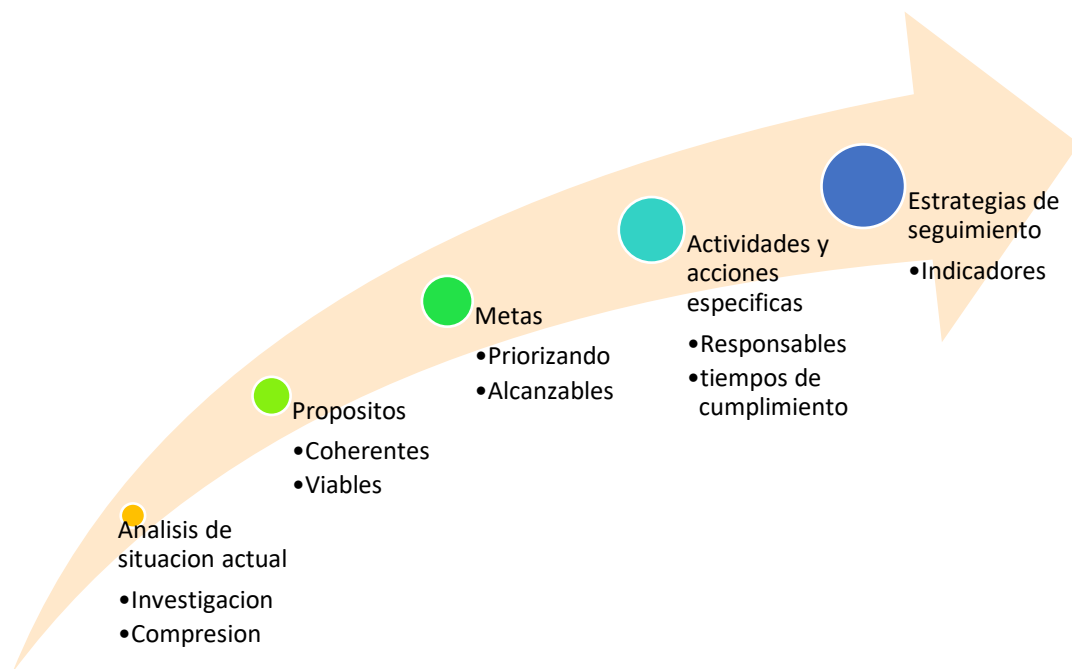 Analisis de
situacion actual
•Investigacion
•Compresion
Propositos
•Coherentes
•Viables
Metas
•Priorizando
•Alcanzables
Actividades y
acciones
especificas
•Responsables
•tiempos de
cumplimiento
Estrategias de
seguimiento
•Indicadores